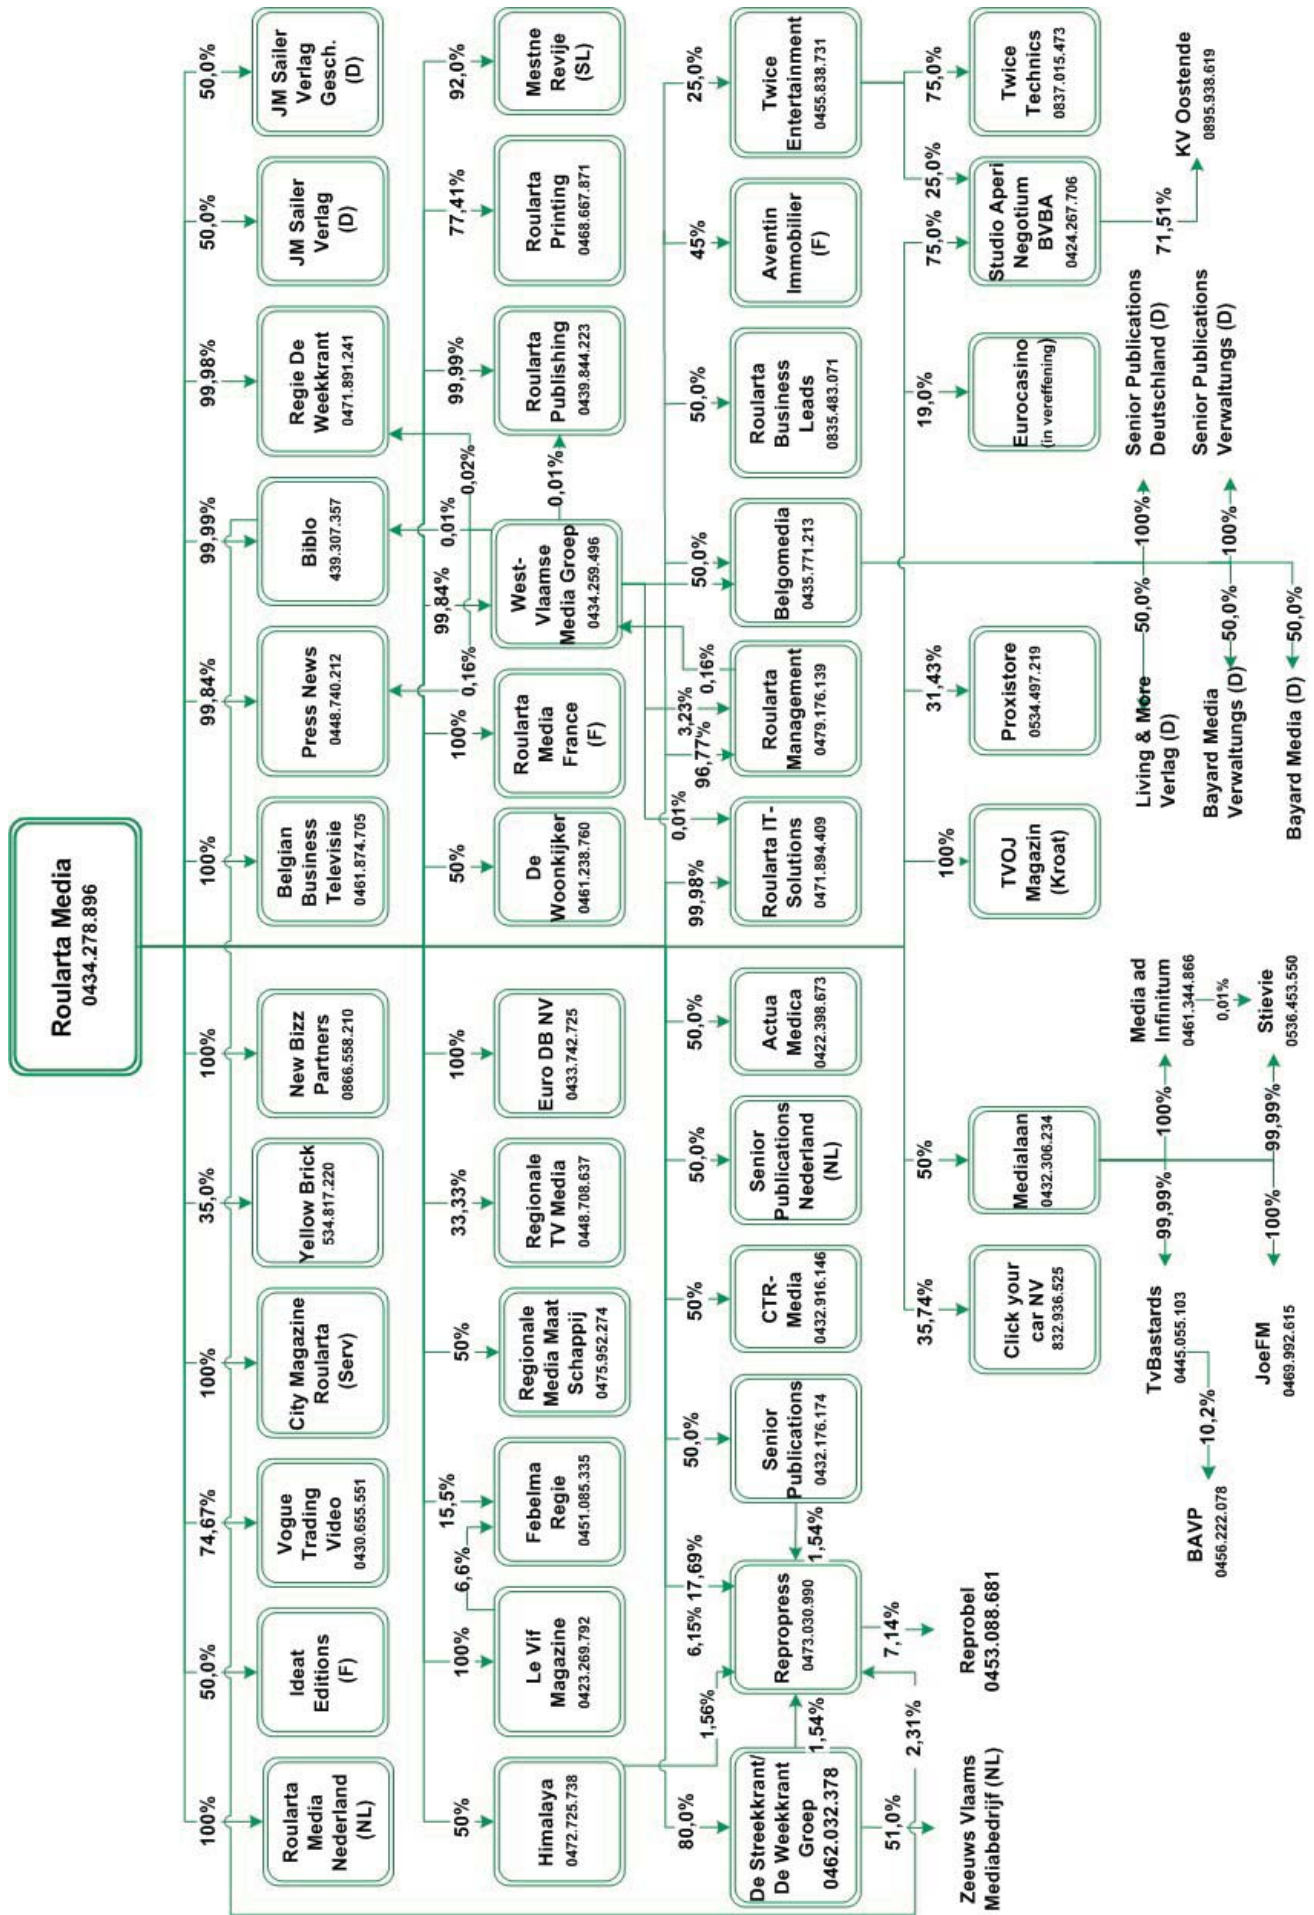 Roularta Media
0434.278.896
100%
50,0%
74,67%
100%
35,0%
100%
100%
99,84%
99,99%
99,98%
50,0%
50,0%
Roularta
Media
Nederland
(NL)
Ideat
Editions
(F)
Vogue
Trading
Video
0430.655.551
City Magazine
Roularta
(Serv)
Yellow Brick
534.817.220
New Bizz
Partners
0866.558.210
Belgian
Business
Televisie
0461.874.705
Press News
0448.740.212
Biblo
439.307.357
Regie De
Weekkrant
0471.891.241
JM Sailer
Verlag
(D)
JM Sailer
Verlag
Gesch.
(D)
50%
100%
6,6%
15,5%
50%
33,33%
100%
50%
100%
0,16%
99,84%
0,01%
0,02%
99,99%
77,41%
92,0%
Himalaya
0472.725.738
Le Vif
Magazine
0423.269.792
Febelma
Regie
0451.085.335
Regionale
Media Maat
Schappij
0475.952.274
Regionale
TV Media
0448.708.637
Euro DB NV
0433.742.725
De
Woonkijker
0461.238.760
Roularta
Media
France
(F)
West-
Vlaamse
Media Groep
0434.259.496
0,01%
Roularta
Publishing
0439.844.223
Roularta
Printing
0468.667.871
Mestne
Revije
(SL)
80,0%
1,56%
6,15%
17,69%
50,0%
50%
50,0%
50,0%
99,98%
0,01%
96,77%
3,23%
0,16%
50,0%
50,0%
45%
25,0%
De Streekkrant/
De Weekkrant
Groep
0462.032.378
1,54%
Repropress
0473.030.990
1,54%
Senior
Publications
0432.176.174
CTR-
Media
0432.916.146
Senior
Publications
Nederland
(NL)
Actua
Medica
0422.398.673
Roularta IT-
Solutions
0471.894.409
Roularta
Management
0479.176.139
Belgomedia
0435.771.213
Roularta
Business
Leads
0835.483.071
Aventin
Immobilier
(F)
Twice
Entertainment
0455.838.731
51,0%
2,31%
7,14%
35,74%
50%
100%
31,43%
19,0%
75,0%
25,0%
75,0%
Zeeuws Vlaams
Mediabedrijf (NL)
Reprobel
0453.088.681
Click your
car NV
832.936.525
Medialaan
0432.306.234
TVOJ
Magazin
(Kroat)
Proxistore
0534.497.219
Eurocasino
(in vereffening)
Studio Aperi
Negotium
BVBA
0424.267.706
Twice
Technics
0837.015.473
TvBastards
0445.055.103
99,99%
100%
Media ad
Infinitum
0461.344.866
0,01%
10,2%
BAVP
0456.222.078
JoeFM
0469.992.615
100%
99,99%
Stievie
0536.453.550
Living & More
Verlag (D)
50,0%
100%
Senior Publications
Deutschland (D)
Bayard Media
Verwaltungs (D)
50,0%
100%
Senior Publications
Verwaltungs (D)
Bayard Media (D)
50,0%
71,51%
KV Oostende
0895.938.619